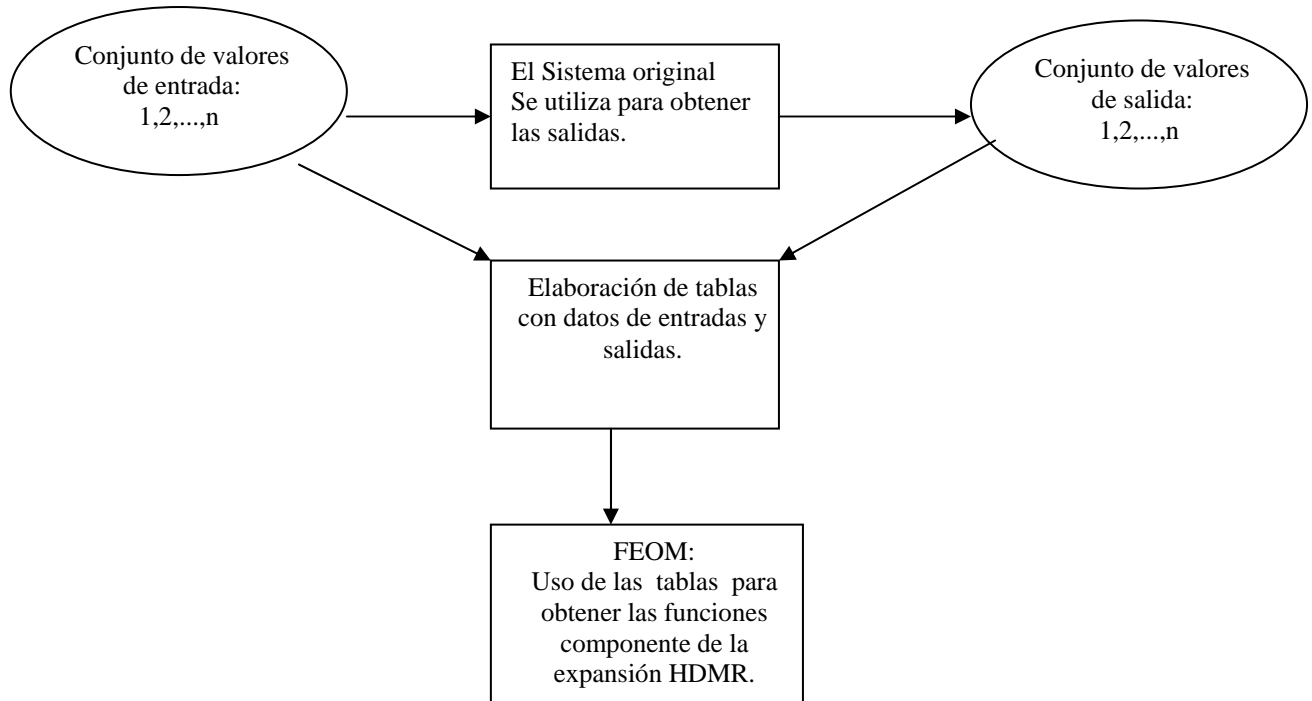 Conjunto de valores
de entrada:
1,2,...,n
El Sistema original
Se utiliza para obtener
las salidas.
Conjunto de valores
de salida:
1,2,...,n
Elaboración de tablas
con datos de entradas y
salidas.
FEOM:
Uso de las tablas para
obtener las funciones
componente de la
expansión HDMR.